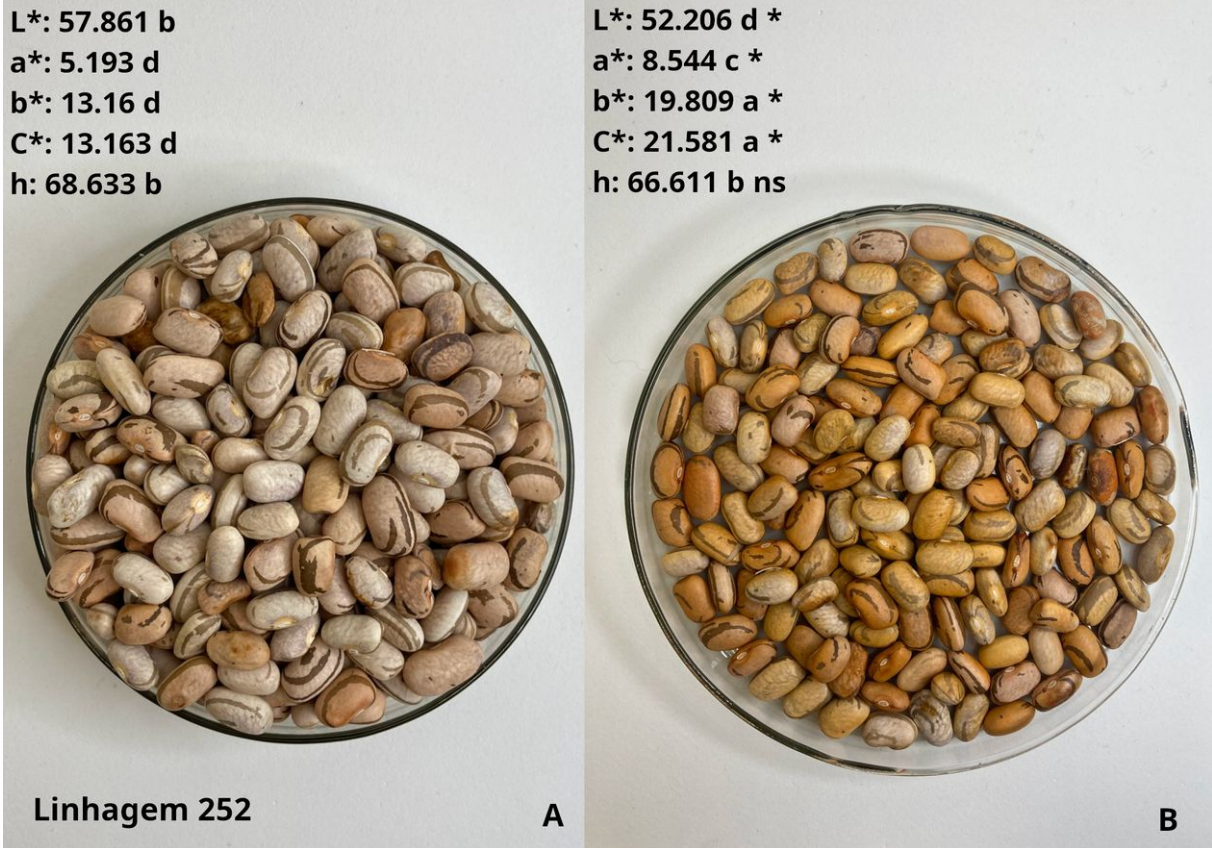 L*: 57.861 b
a*: 5.193 d
b*: 13.16 d
C*: 13.163 d
h: 68.633 b
L*: 52.206 d *
a*: 8.544 c *
b*: 19.809 a *
C*: 21.581 a *
h: 66.611 b ns
Linhagem 252
A
B